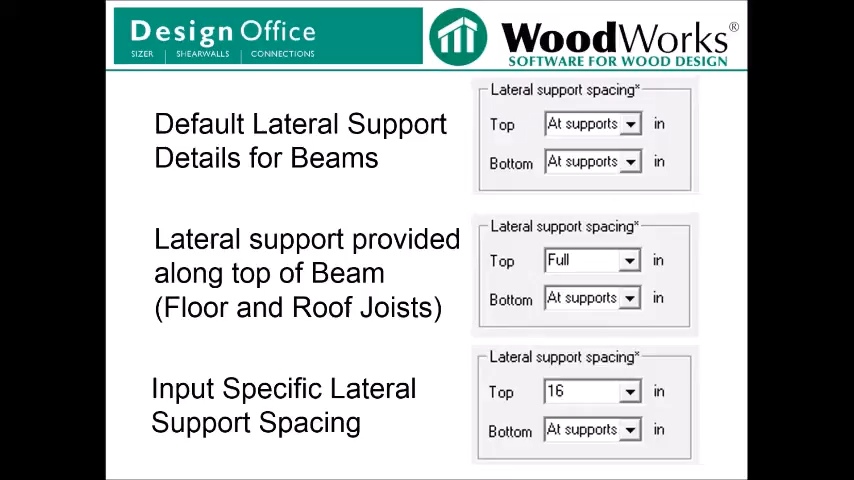 Design Office
SIZER | SHEARWALLS | CONNECTIONS
WoodWorks®
SOFTWARE FOR WOOD DESIGN
Default Lateral Support
Details for Beams
Lateral support spacing*
Top At supports in
Bottom At supports in
Lateral support provided
along top of Beam
(Floor and Roof Joists)
Lateral support spacing*
Top Full in
Bottom At supports in
Input Specific Lateral
Support Spacing
Lateral support spacing*
Top 16 in
Bottom At supports in